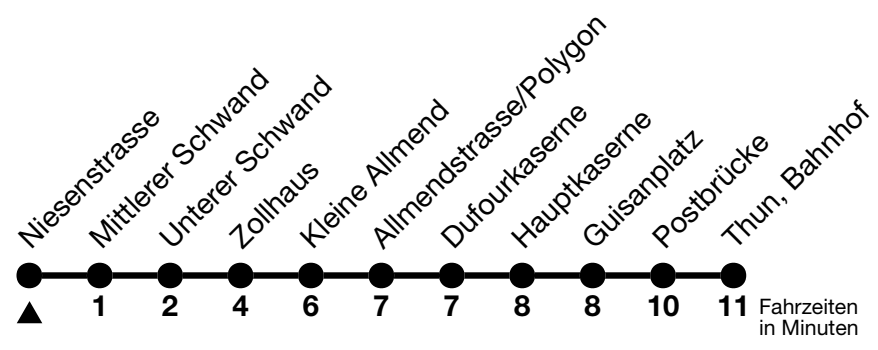 Niesenstrasse
Mittlerer Schwand
Unterer Schwand
Zollhaus
Kleine Allmend
Allmendstrasse/Polygon
Dufourkaserne
Hauptkaserne
Guisanplatz
Postbrücke
Thun, Bahnhof
1 2 4 6 7 7 8 8 10 11 Fahrzeiten
in Minuten